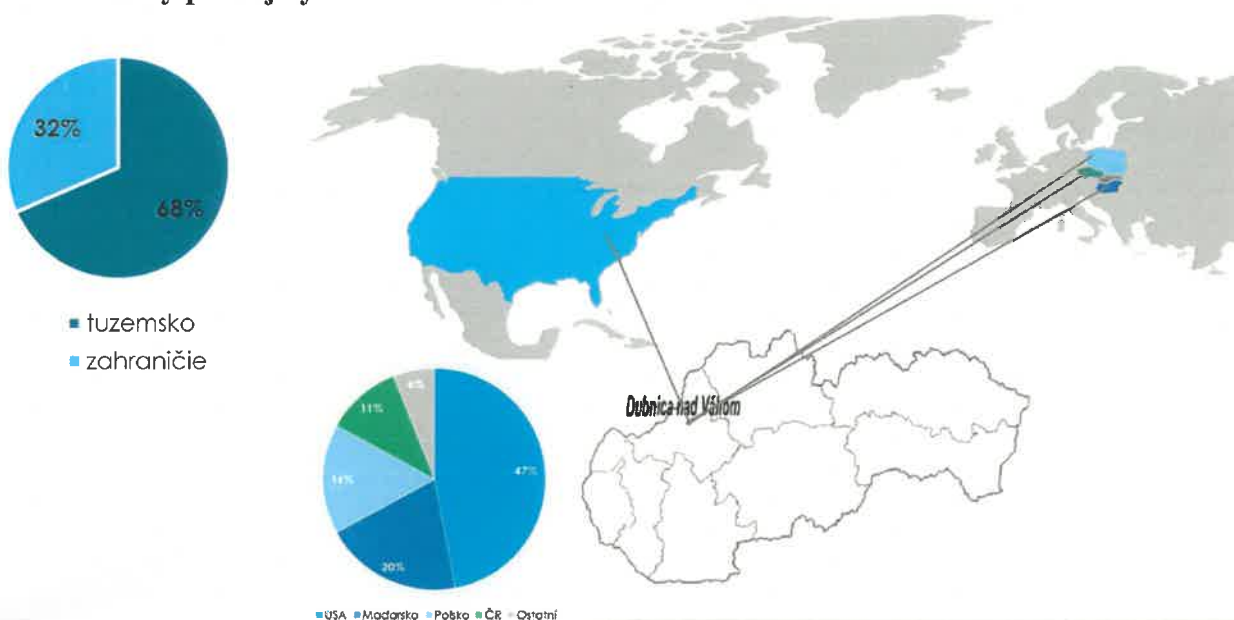 32%
68%
tuzemsko
zahraničie
Dubnica nad Váhom
11%
47%
20%
USA Maďarsko Poľsko ČR Ostatní